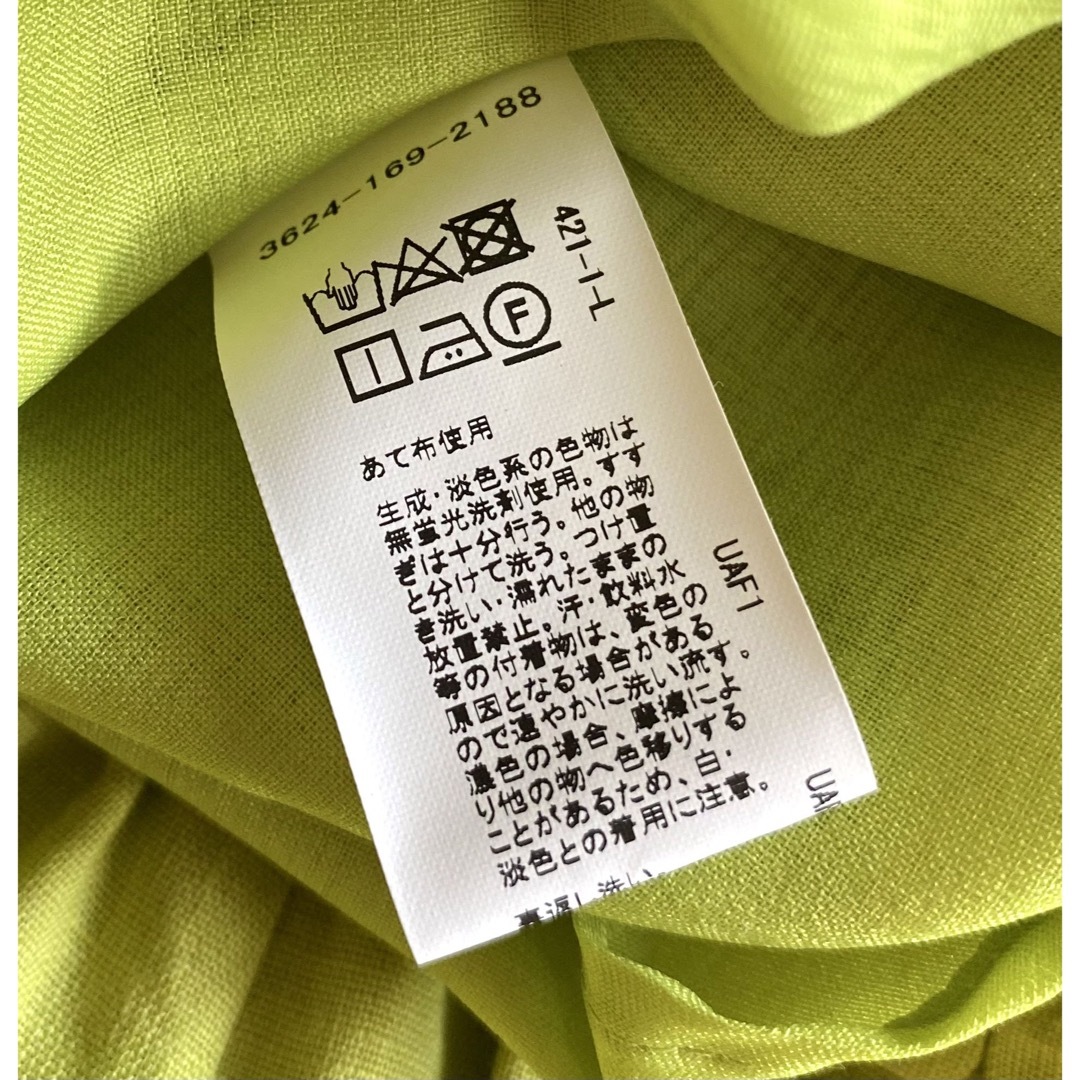 3624-169-2188
421-1-L
F
あて布使用
生成・淡色系の色物は
無蛍光洗剤使用。すす
ぎは十分行う。他の物
と分けて洗う。つけ置
き洗い・濡れたままの
放置禁止。汗・飲料水
等の付着物は、変色の
原因となる場合がある
ので速やかに洗い流す。
濃色の場合、摩擦によ
り他の物へ色移りする
ことがあるため、白・
淡色との着用に注意。
裏返し洗い
UAF1